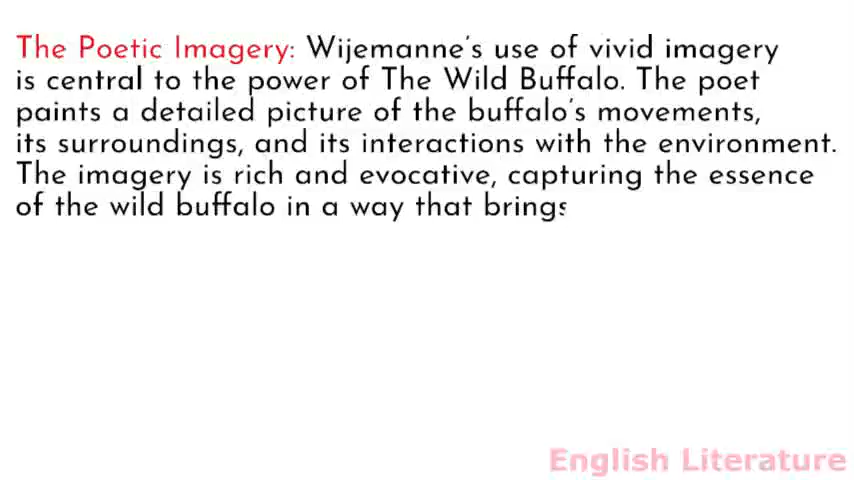 The Poetic Imagery: Wijemanne's use of vivid imagery
is central to the power of The Wild Buffalo. The poet
paints a detailed picture of the buffalo's movements,
its surroundings, and its interactions with the environment.
The imagery is rich and evocative, capturing the essence
of the wild buffalo in a way that brings
English Literature